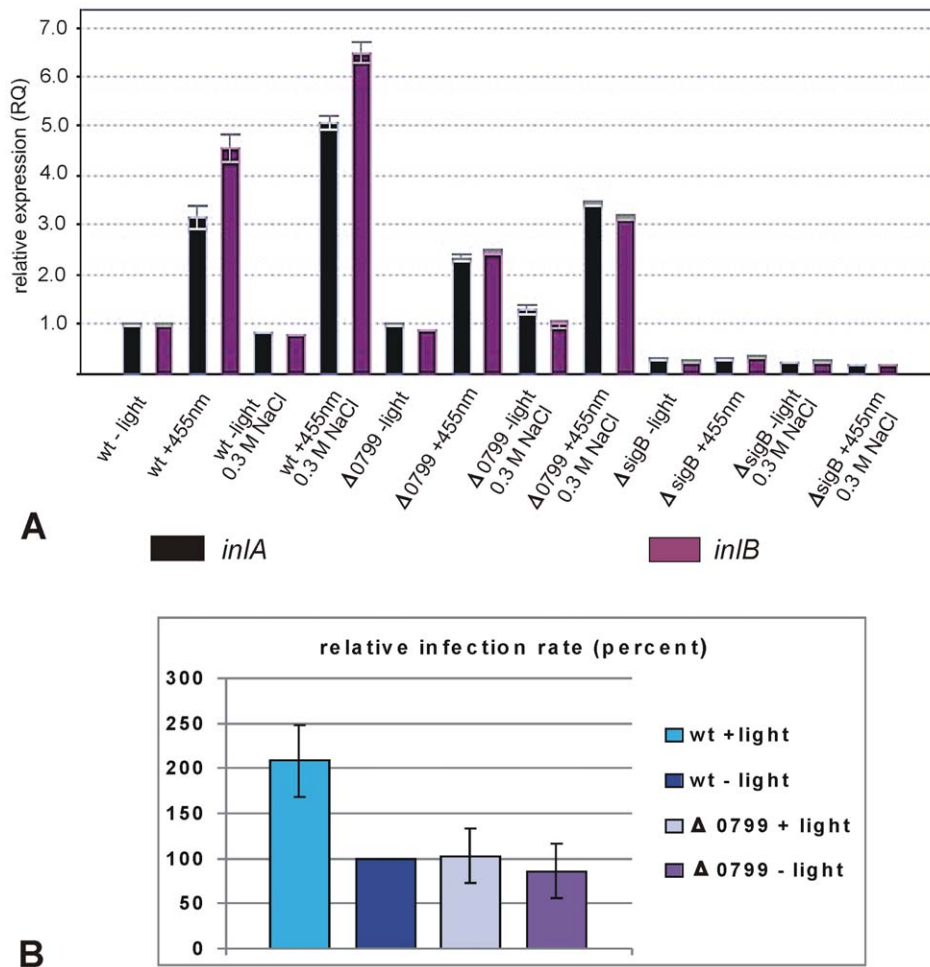 7.0
6.0
5.0
4.0
3.0
2.0
1.0
relative expression (RQ)
wt - light
wt +455nm
wt -light
0.3 M NaCl
wt +455nm
0.3 M NaCl
Δ0799 -light
Δ0799 +455nm
Δ0799 -light
0.3 M NaCl
Δ0799 +455nm
0.3 M NaCl
ΔsigB -light
ΔsigB +455nm
ΔsigB -light
0.3 M NaCl
ΔsigB +455nm
0.3 M NaCl
A
inlA
inlB
relative infection rate (percent)
300
250
200
150
100
50
0
wt +light
wt - light
Δ 0799 + light
Δ 0799 - light
B